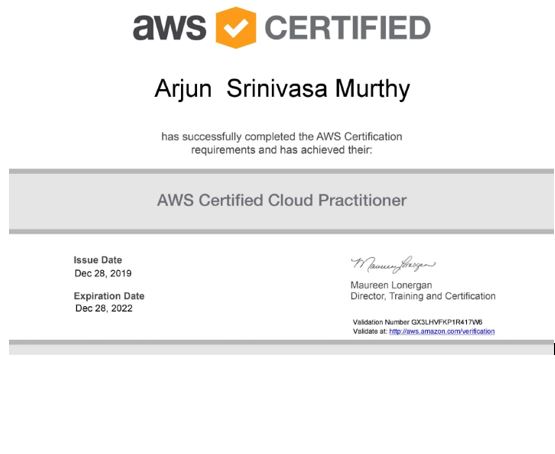 aws CERTIFIED
Arjun Srinivasa Murthy
has successfully completed the AWS Certification
requirements and has achieved their:
AWS Certified Cloud Practitioner
Issue Date
Dec 28, 2019
Expiration Date
Dec 28, 2022
Maureen Lonergan
Maureen Lonergan
Director, Training and Certification
Validation Number GX3LHVFKP1R417W6
Validate at: http://aws.amazon.com/verification